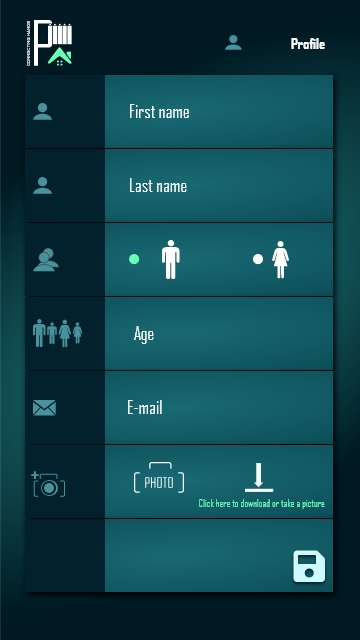 CONNECTING HANDS
Profile
First name
Last name
Age
E-mail
PHOTO
Click here to download or take a picture